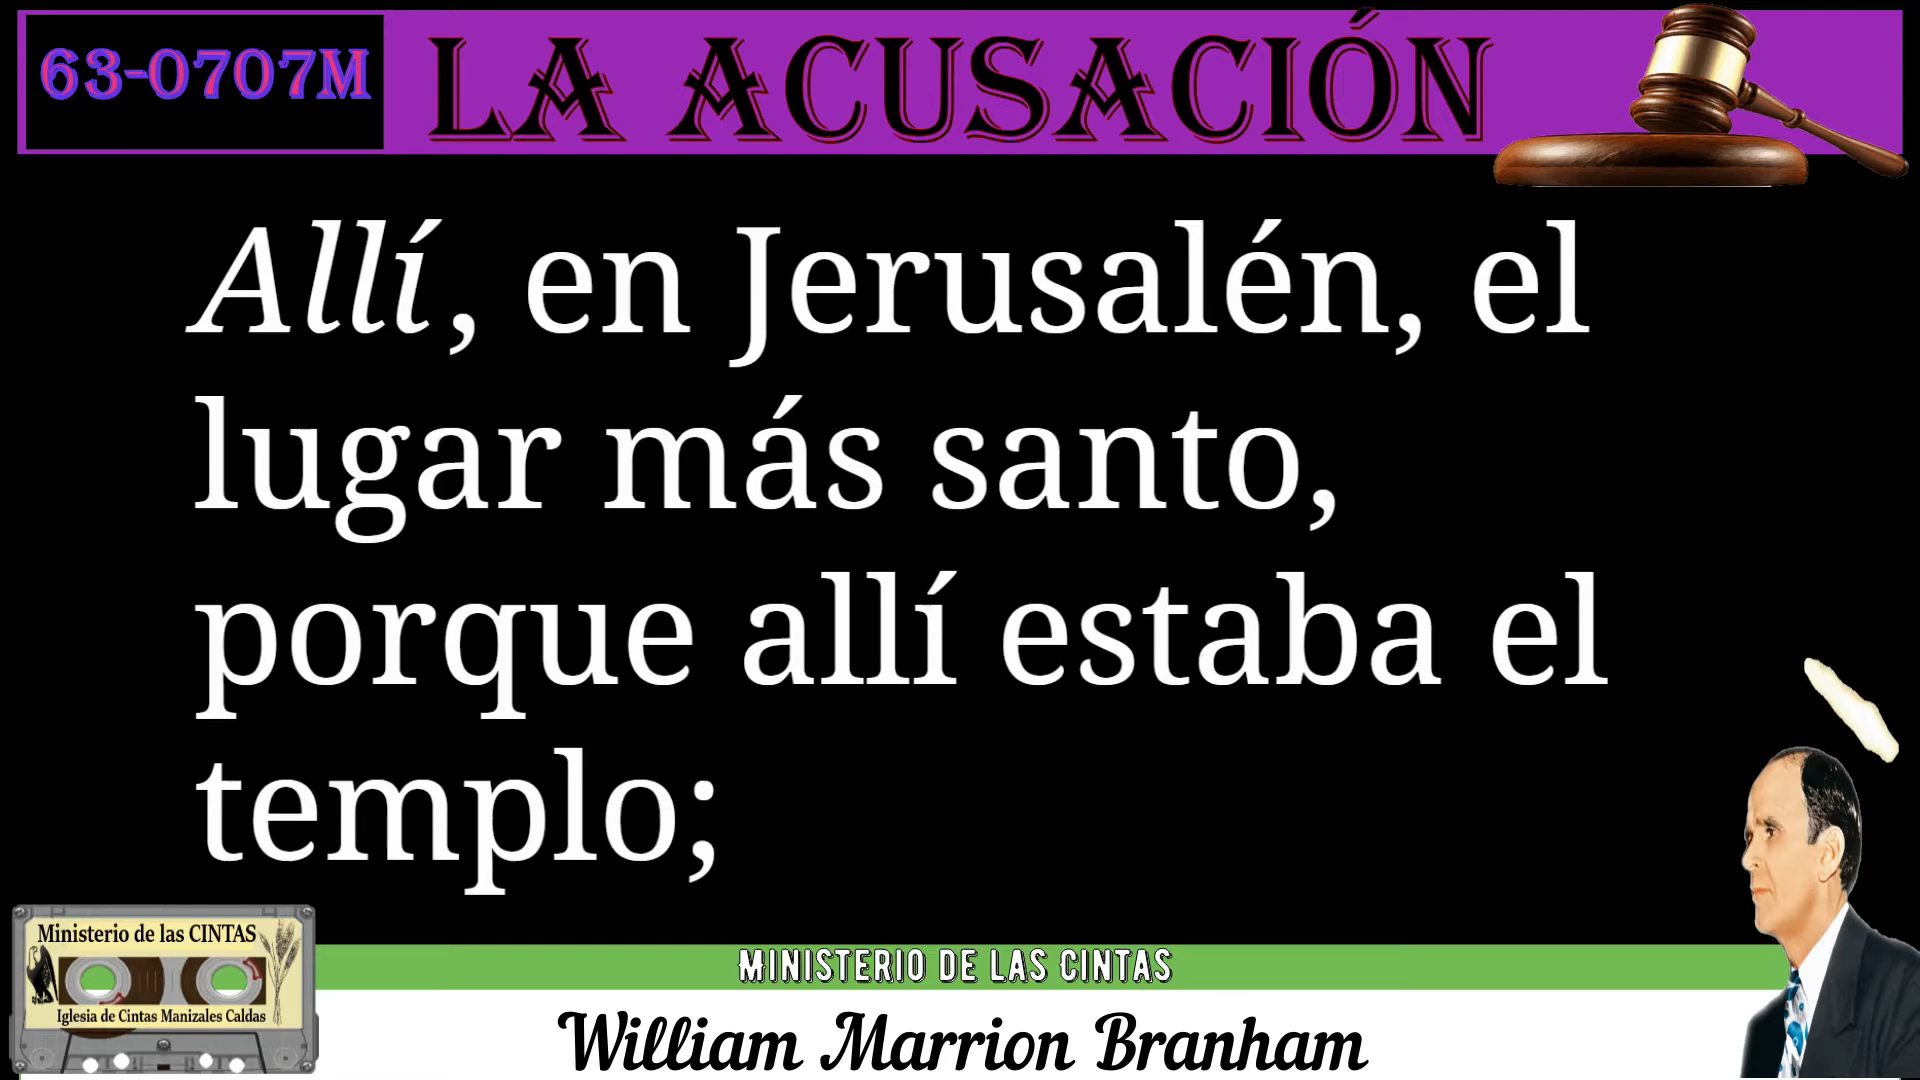 63-0707M
LA ACUSACIÓN
Allí, en Jerusalén, el
lugar más santo,
porque allí estaba el
templo;
Ministerio de las CINTAS
Iglesia de Cintas Manizales Caldas
MINISTERIO DE LAS CINTAS
William Marrion Branham